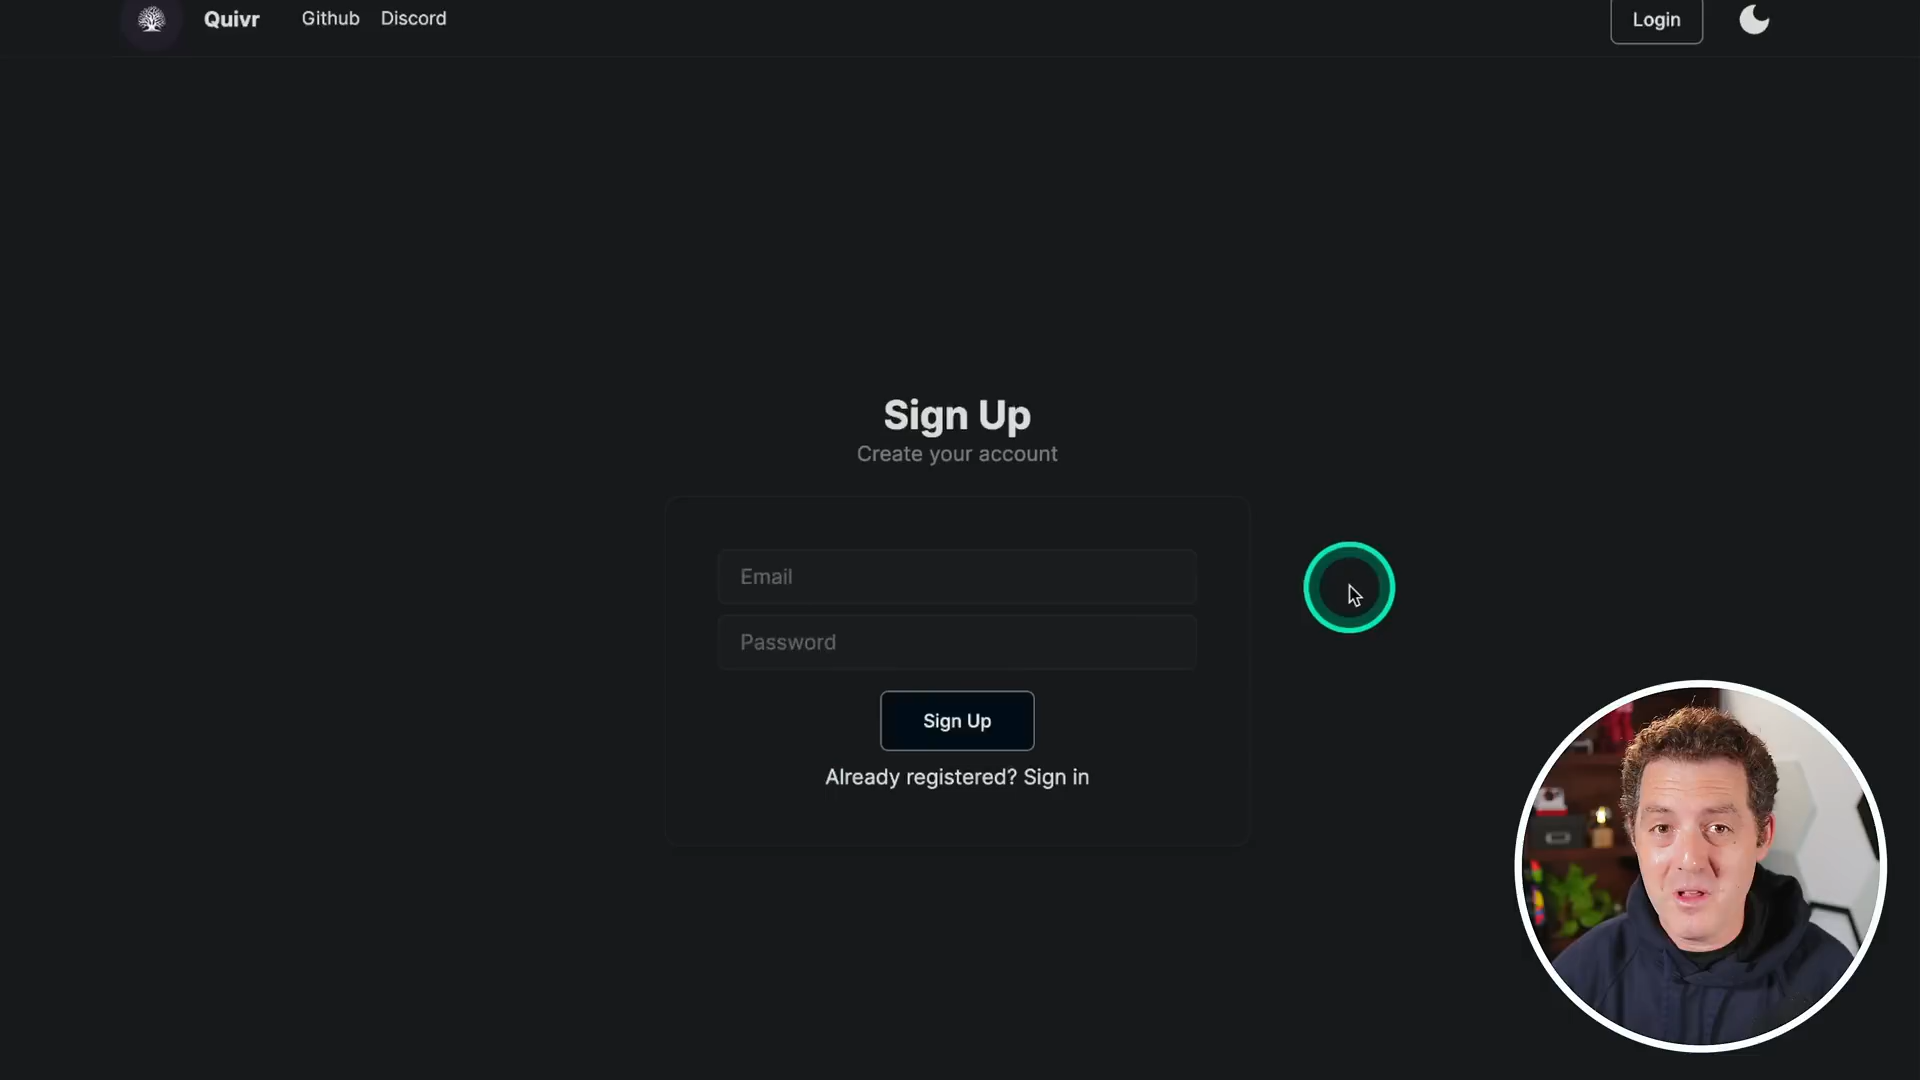 Quivr Github Discord Login
Sign Up
Create your account
Email
Password
Sign Up
Already registered? Sign in